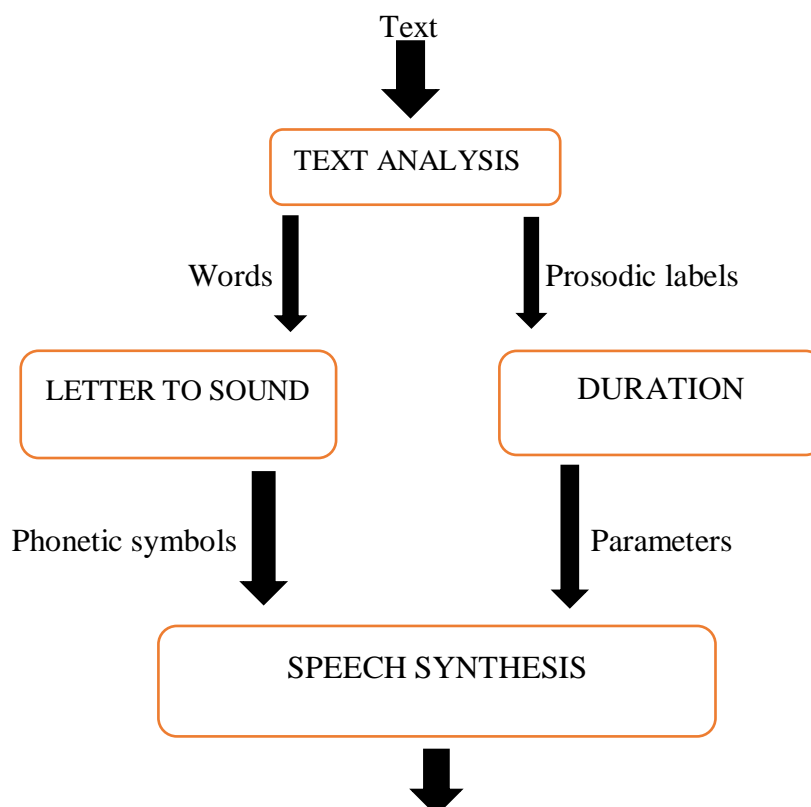 Text
TEXT ANALYSIS
Words
Prosodic labels
LETTER TO SOUND
DURATION
Phonetic symbols
Parameters
SPEECH SYNTHESIS